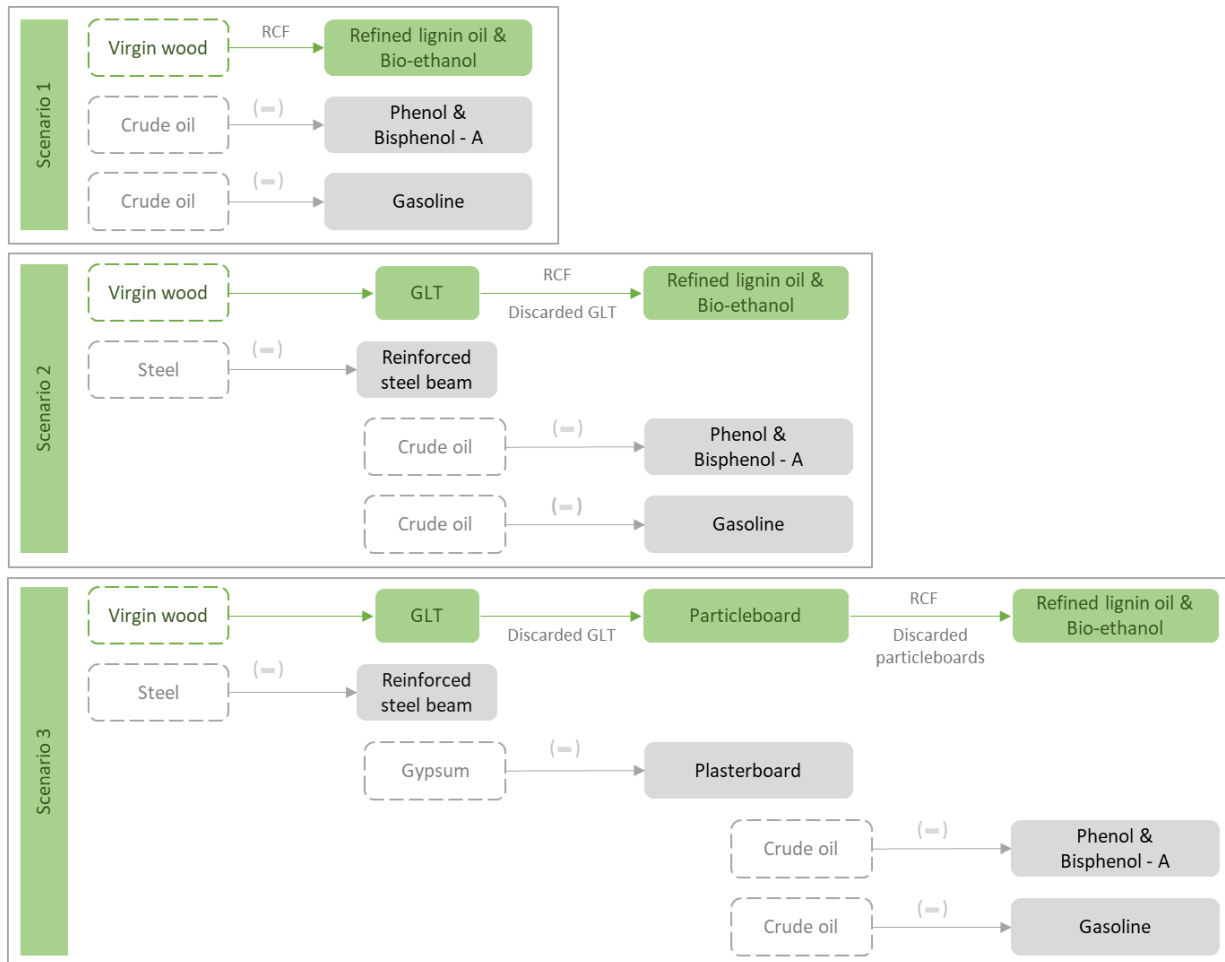 Scenario 1
Virgin wood
RCF
Refined lignin oil &
Bio-ethanol
Crude oil
(=)
Phenol &
Bisphenol - A
Crude oil
(=)
Gasoline
Scenario 2
Virgin wood
GLT
RCF
Discarded GLT
Refined lignin oil &
Bio-ethanol
Steel
(=)
Reinforced
steel beam
Crude oil
(=)
Phenol &
Bisphenol - A
Crude oil
(=)
Gasoline
Scenario 3
Virgin wood
GLT
Discarded GLT
Particleboard
RCF
Discarded
particleboards
Refined lignin oil &
Bio-ethanol
Steel
(=)
Reinforced
steel beam
Gypsum
(=)
Plasterboard
Crude oil
(=)
Phenol &
Bisphenol - A
Crude oil
(=)
Gasoline